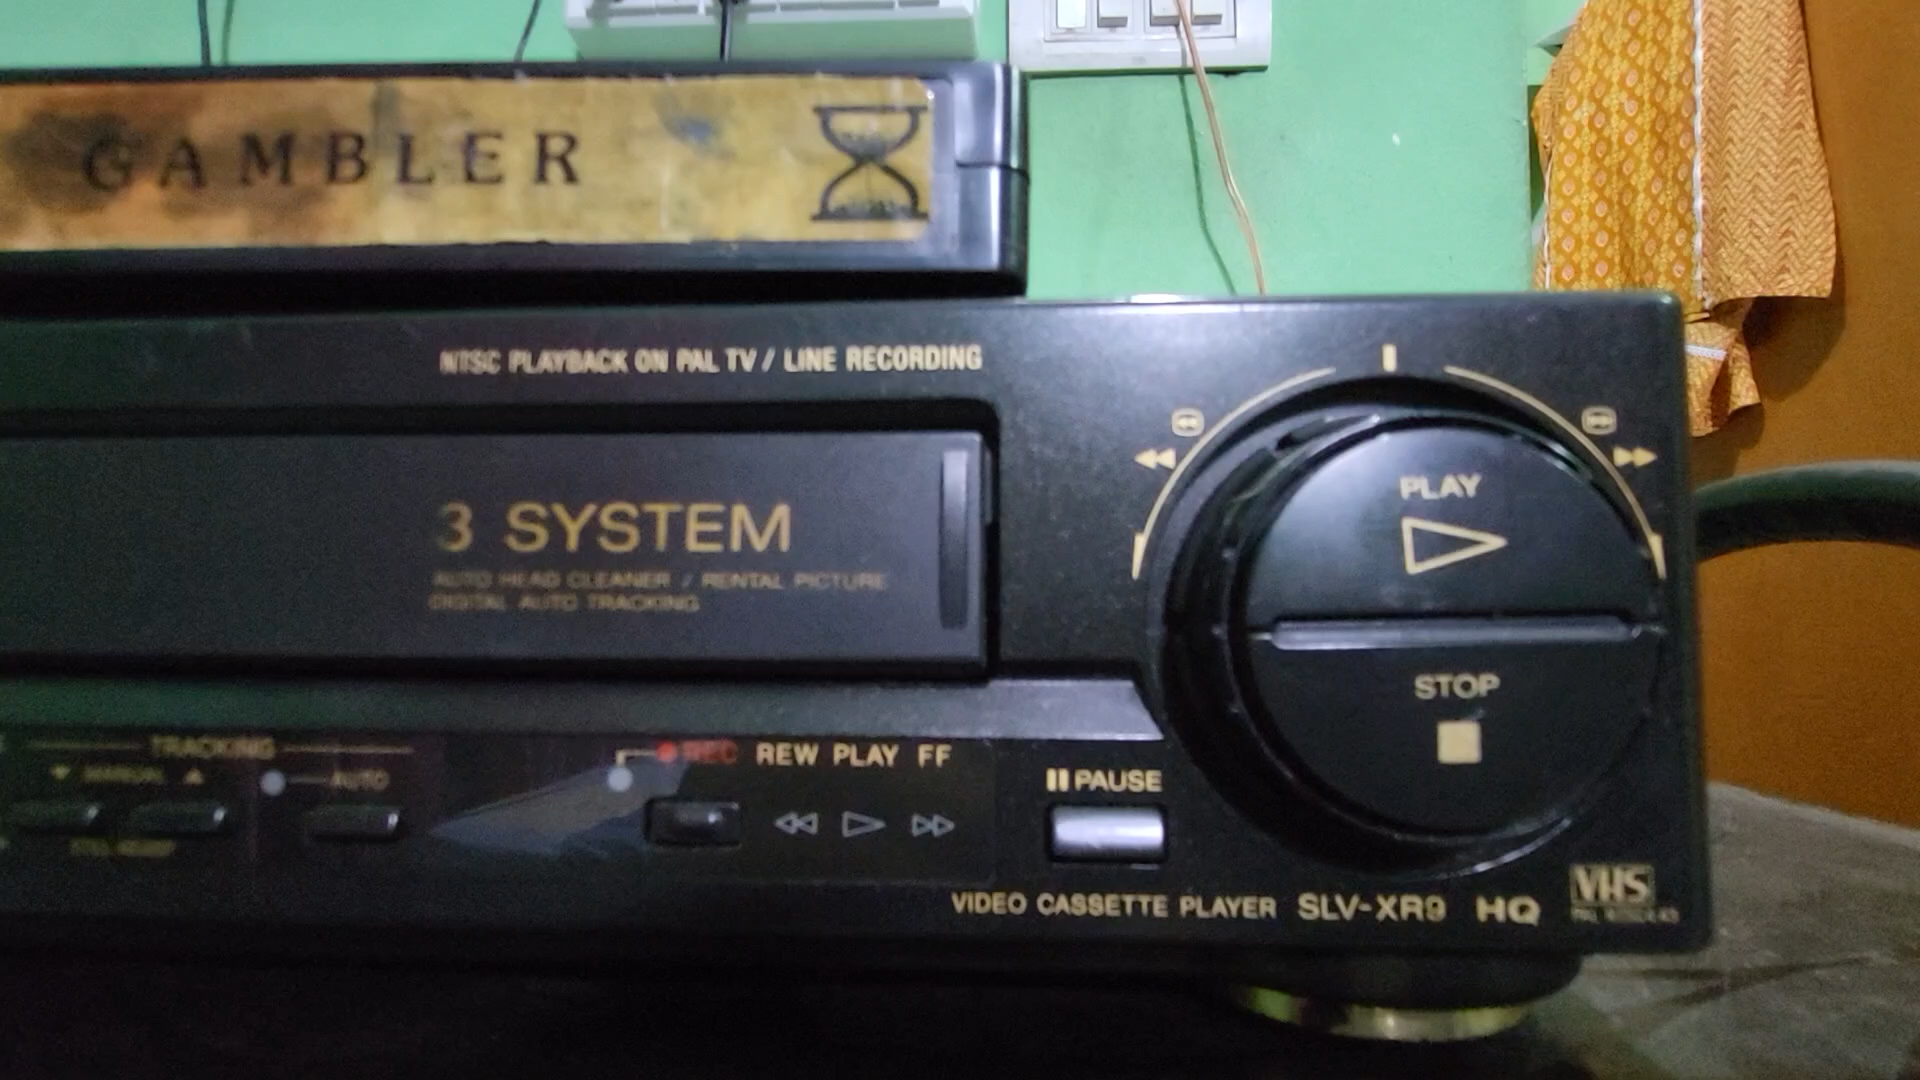 GAMBLER
NTSC PLAYBACK ON PAL TV / LINE RECORDING
3 SYSTEM
AUTO HEAD CLEANER / RENTAL PICTURE
DIGITAL AUTO TRACKING
PLAY
STOP
TRACKING
MANUAL
AUTO
REC REW PLAY FF
PAUSE
VIDEO CASSETTE PLAYER SLV-XR9 HQ
VHS
PAL